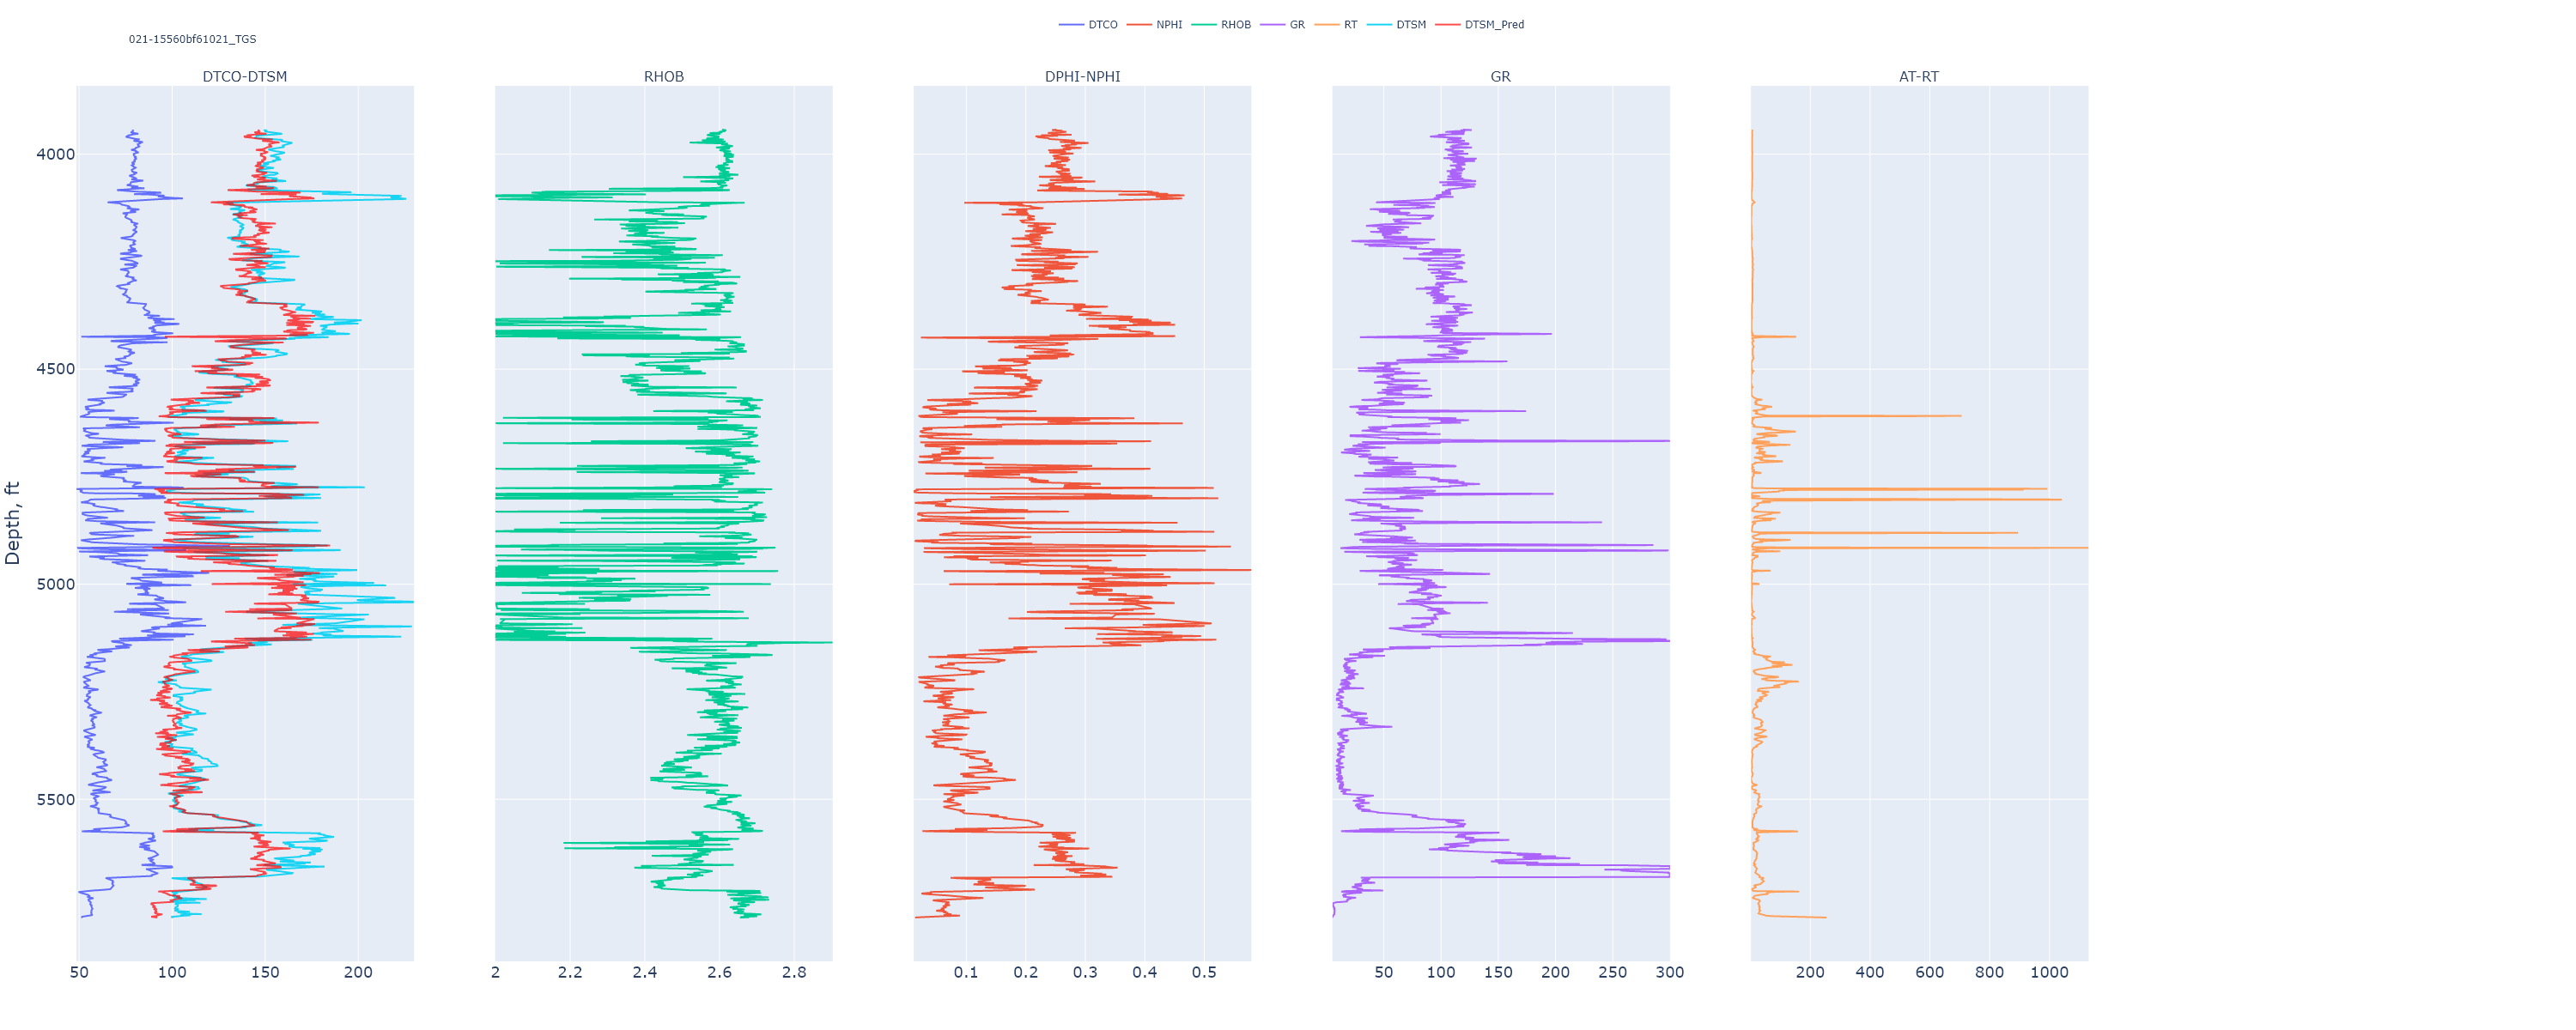 DTCO NPHI RHOB GR RT DTSM DTSM_Pred
021-15560bf61021_TGS
DTCO-DTSM RHOB DPHI-NPHI GR AT-RT
Depth, ft
4000
4500
5000
5500
50 100 150 200 2 2.2 2.4 2.6 2.8 0.1 0.2 0.3 0.4 0.5 50 100 150 200 250 300 200 400 600 800 1000